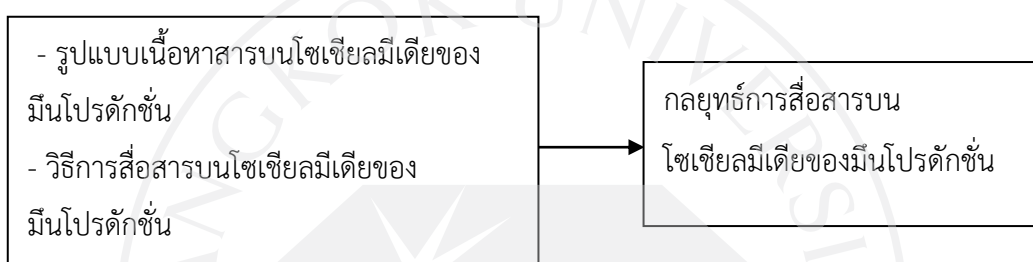 - รูปแบบเนื้อหาสารบนโซเชียลมีเดียของ
มึนโปรดักชั่น
- วิธีการสื่อสารบนโซเชียลมีเดียของ
มึนโปรดักชั่น
กลยุทธ์การสื่อสารบน
โซเชียลมีเดียของมึนโปรดักชั่น